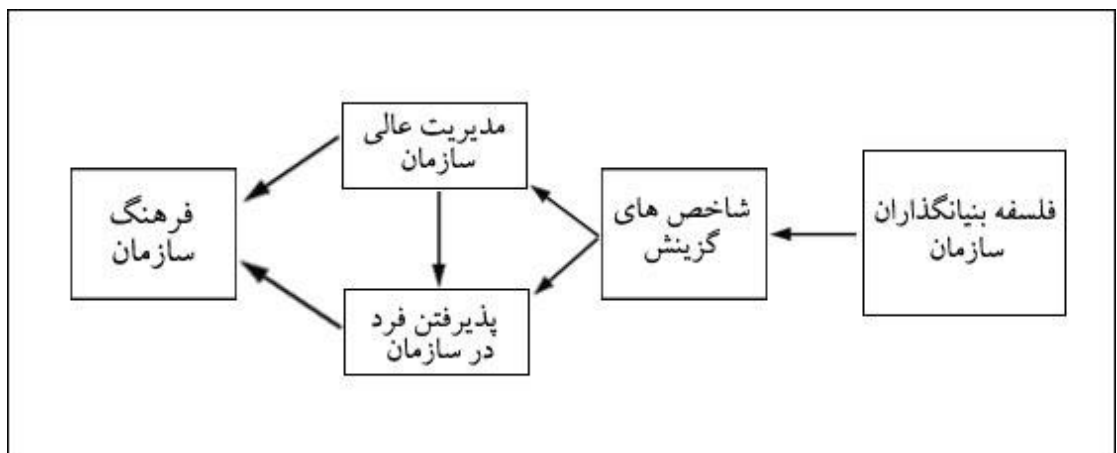 فلسفه بنیانگذاران
سازمان
شاخص های
گزینش
مدیریت عالی
سازمان
پذیرفتن فرد
در سازمان
فرهنگ
سازمان